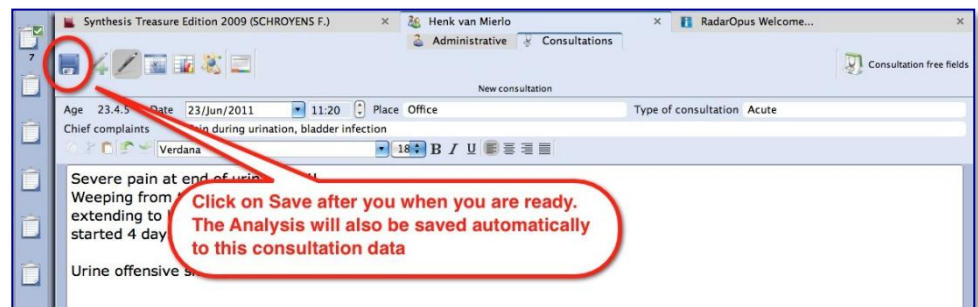 Synthesis Treasure Edition 2009 (SCHROYENS F.)
Henk van Mierlo
RadarOpus Welcome...
Administrative
Consultations
7
Consultation free fields
New consultation
Age 23.4.5 Date 23/Jun/2011 11:20 Place Office Type of consultation Acute
Chief complaints during urination, bladder infection
Verdana 18 B I U
Severe pain at end of
Weeping from
extending to
started 4 day
Urine offensive
Click on Save after you when you are ready.
The Analysis will also be saved automatically
to this consultation data